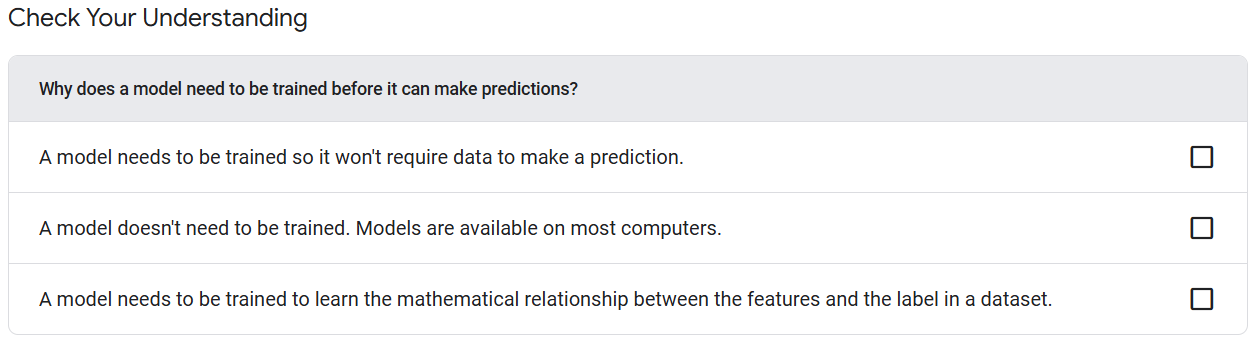 Check Your Understanding
Why does a model need to be trained before it can make predictions?
A model needs to be trained so it won't require data to make a prediction.
A model doesn't need to be trained. Models are available on most computers.
A model needs to be trained to learn the mathematical relationship between the features and the label in a dataset.